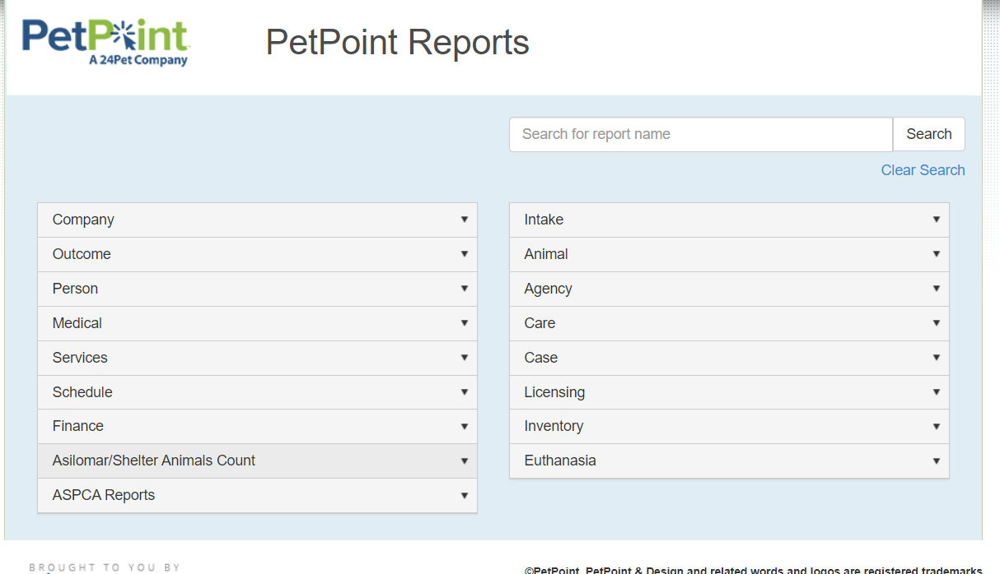 PetPoint
A 24Pet Company
PetPoint Reports
Search for report name
Search
Clear Search
Company
Outcome
Person
Medical
Services
Schedule
Finance
Asilomar/Shelter Animals Count
ASPCA Reports
Intake
Animal
Agency
Care
Case
Licensing
Inventory
Euthanasia
BROUGHT TO YOU BY
©PetPoint, PetPoint & Design and related words and logos are registered trademarks